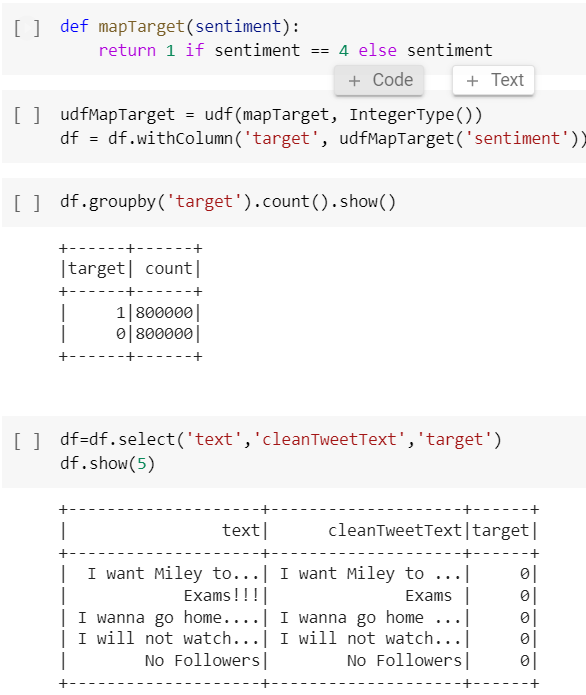 [ ] def mapTarget(sentiment):
    return 1 if sentiment == 4 else sentiment
+ Code + Text
[ ] udfMapTarget = udf(mapTarget, IntegerType())
df = df.withColumn('target', udfMapTarget('sentiment'))
[ ] df.groupby('target').count().show()
+------+------+
|target| count|
+------+------+
|     1|800000|
|     0|800000|
+------+------+
[ ] df=df.select('text','cleanTweetText','target')
df.show(5)
+--------------------+--------------------+------+
|                text|      cleanTweetText|target|
+--------------------+--------------------+------+
|  I want Miley to...| I want Miley to ...|     0|
|            Exams!!!|              Exams |     0|
| I wanna go home....| I wanna go home ...|     0|
| I will not watch...| I will not watch...|     0|
|        No Followers|        No Followers|     0|
+--------------------+--------------------+------+